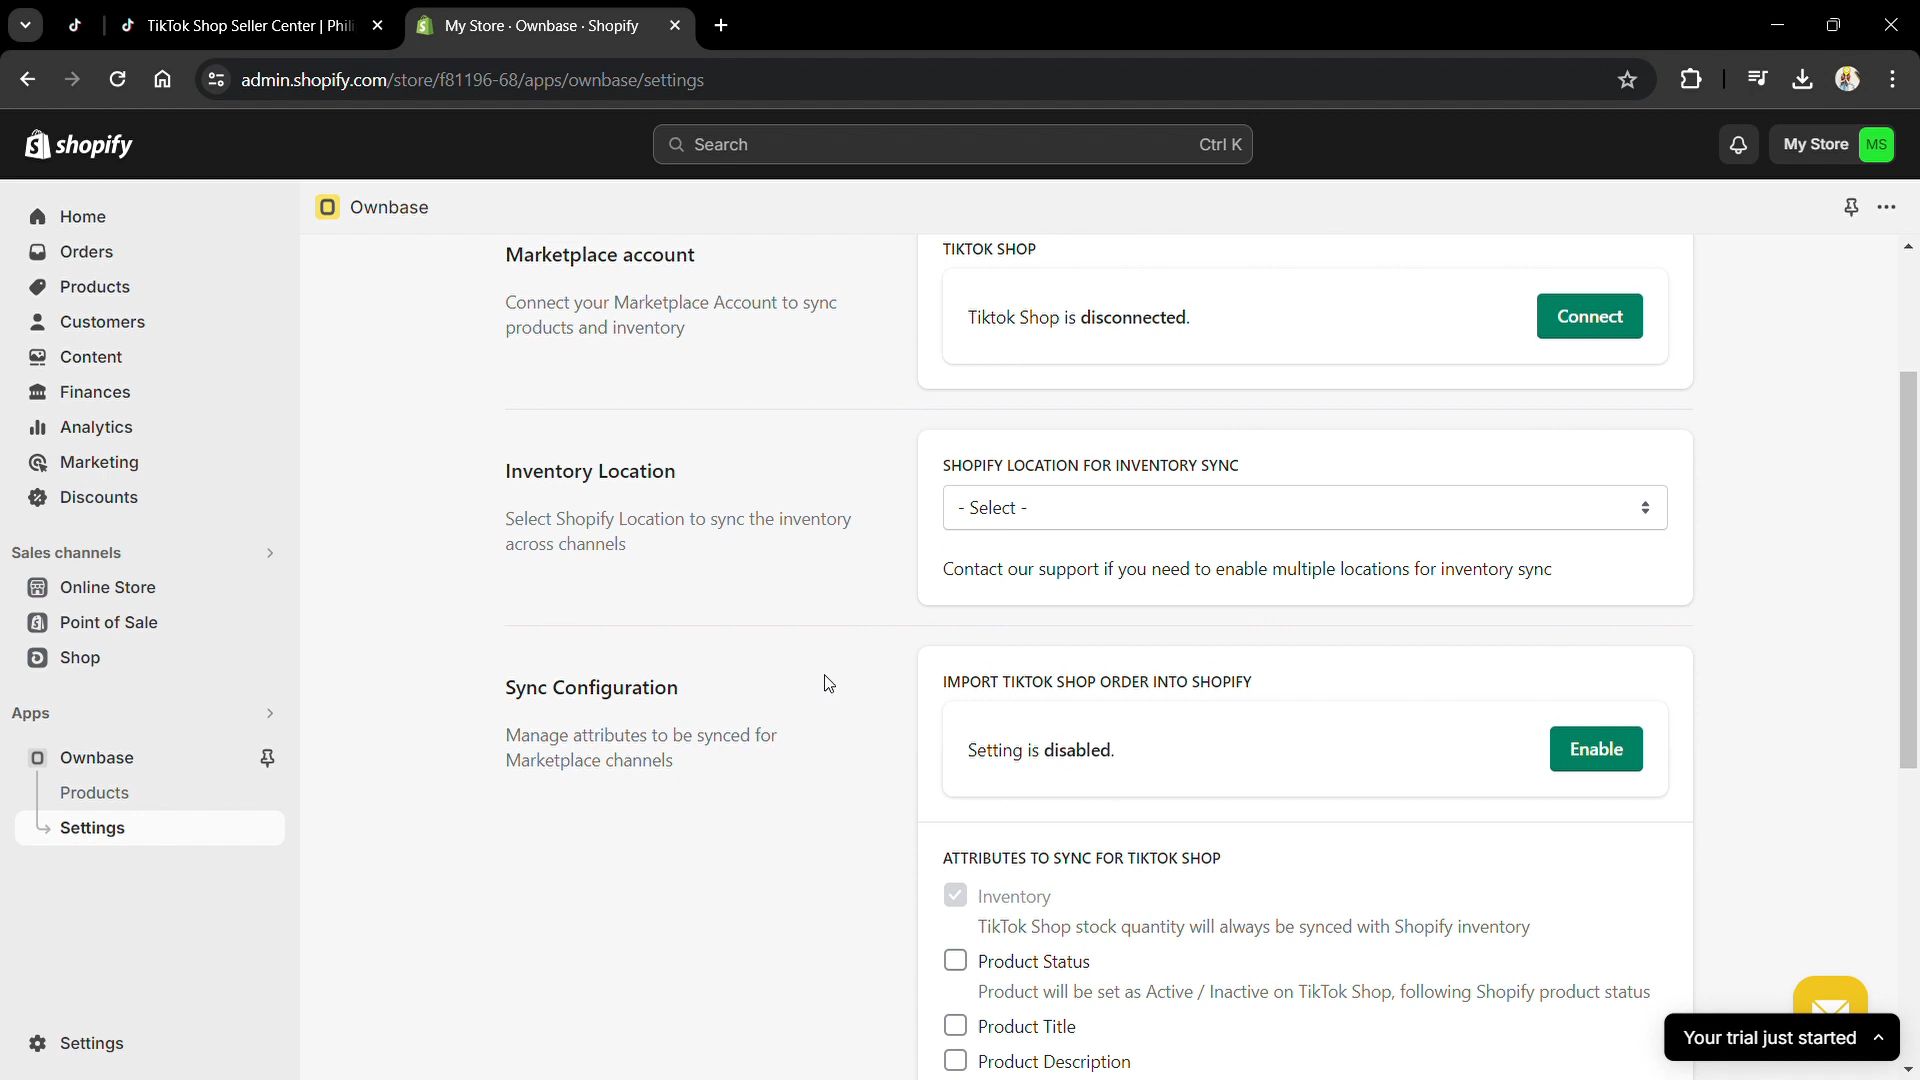 TikTok Shop Seller Center | Phili
My Store · Ownbase · Shopify
admin.shopify.com/store/f81196-68/apps/ownbase/settings
shopify
Search
Ctrl K
My Store
MS
Home
Orders
Products
Customers
Content
Finances
Analytics
Marketing
Discounts
Sales channels
Online Store
Point of Sale
Shop
Apps
Ownbase
Products
Settings
Settings
Ownbase
Marketplace account
Connect your Marketplace Account to sync
products and inventory
TIKTOK SHOP
Tiktok Shop is disconnected.
Connect
Inventory Location
Select Shopify Location to sync the inventory
across channels
SHOPIFY LOCATION FOR INVENTORY SYNC
- Select -
Contact our support if you need to enable multiple locations for inventory sync
Sync Configuration
Manage attributes to be synced for
Marketplace channels
IMPORT TIKTOK SHOP ORDER INTO SHOPIFY
Setting is disabled.
Enable
ATTRIBUTES TO SYNC FOR TIKTOK SHOP
Inventory
TikTok Shop stock quantity will always be synced with Shopify inventory
Product Status
Product will be set as Active / Inactive on TikTok Shop, following Shopify product status
Product Title
Product Description
Your trial just started